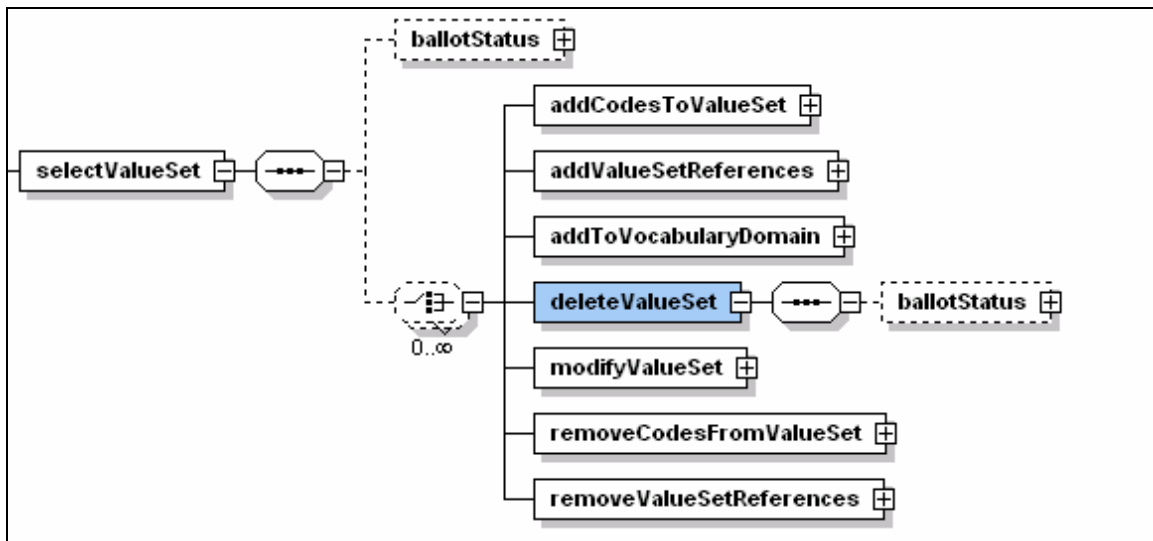 ballotStatus
addCodesToValueSet
selectValueSet
addValueSetReferences
addToVocabularyDomain
deleteValueSet
ballotStatus
0..∞
modifyValueSet
removeCodesFromValueSet
removeValueSetReferences